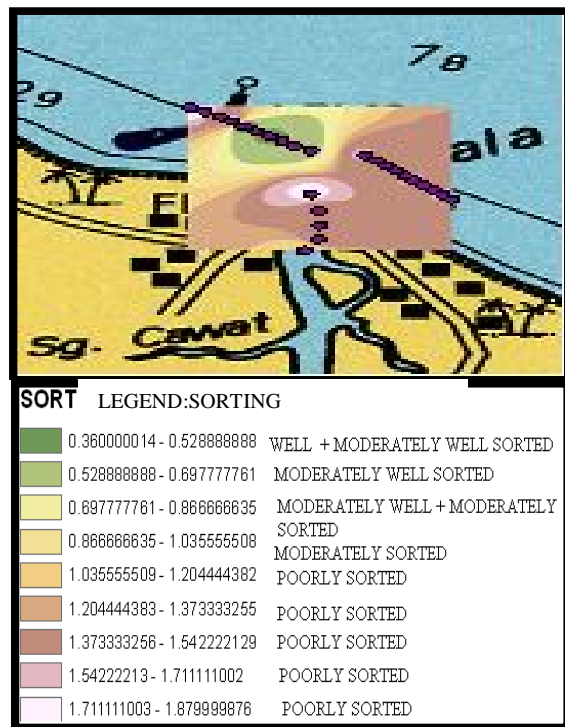 78
29
ala
Fl
Sg. Cawat
SORT LEGEND:SORTING
0.360000014 - 0.528888888 WELL + MODERATELY WELL SORTED
0.528888888 - 0.697777761 MODERATELY WELL SORTED
0.697777761 - 0.866666635 MODERATELY WELL + MODERATELY SORTED
0.866666635 - 1.035555508 MODERATELY SORTED
1.035555509 - 1.204444382 POORLY SORTED
1.204444383 - 1.373333255 POORLY SORTED
1.373333256 - 1.542222129 POORLY SORTED
1.54222213 - 1.711111002 POORLY SORTED
1.711111003 - 1.879999876 POORLY SORTED